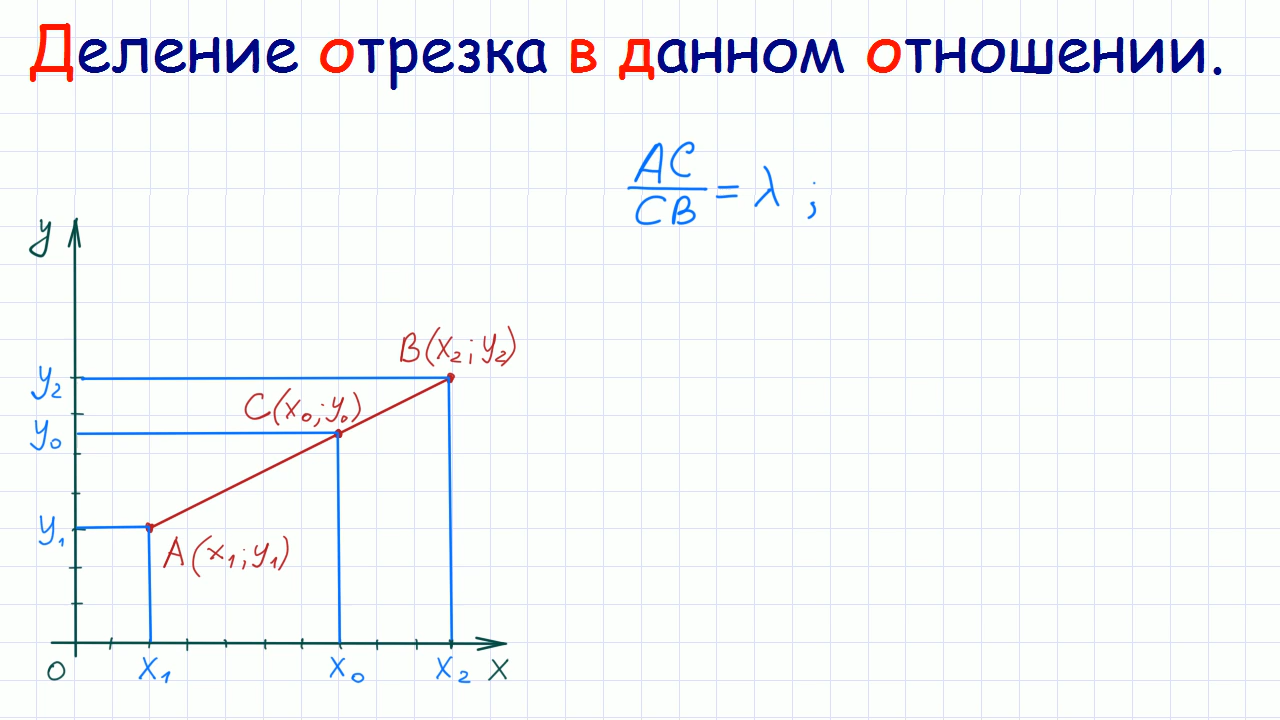 Деление отрезка в данном отношении.
AC/CB = λ ;
y
B(x₂; y₂)
y₂
C(x₀; y₀)
y₀
y₁
A(x₁; y₁)
0 x₁ x₀ x₂ x